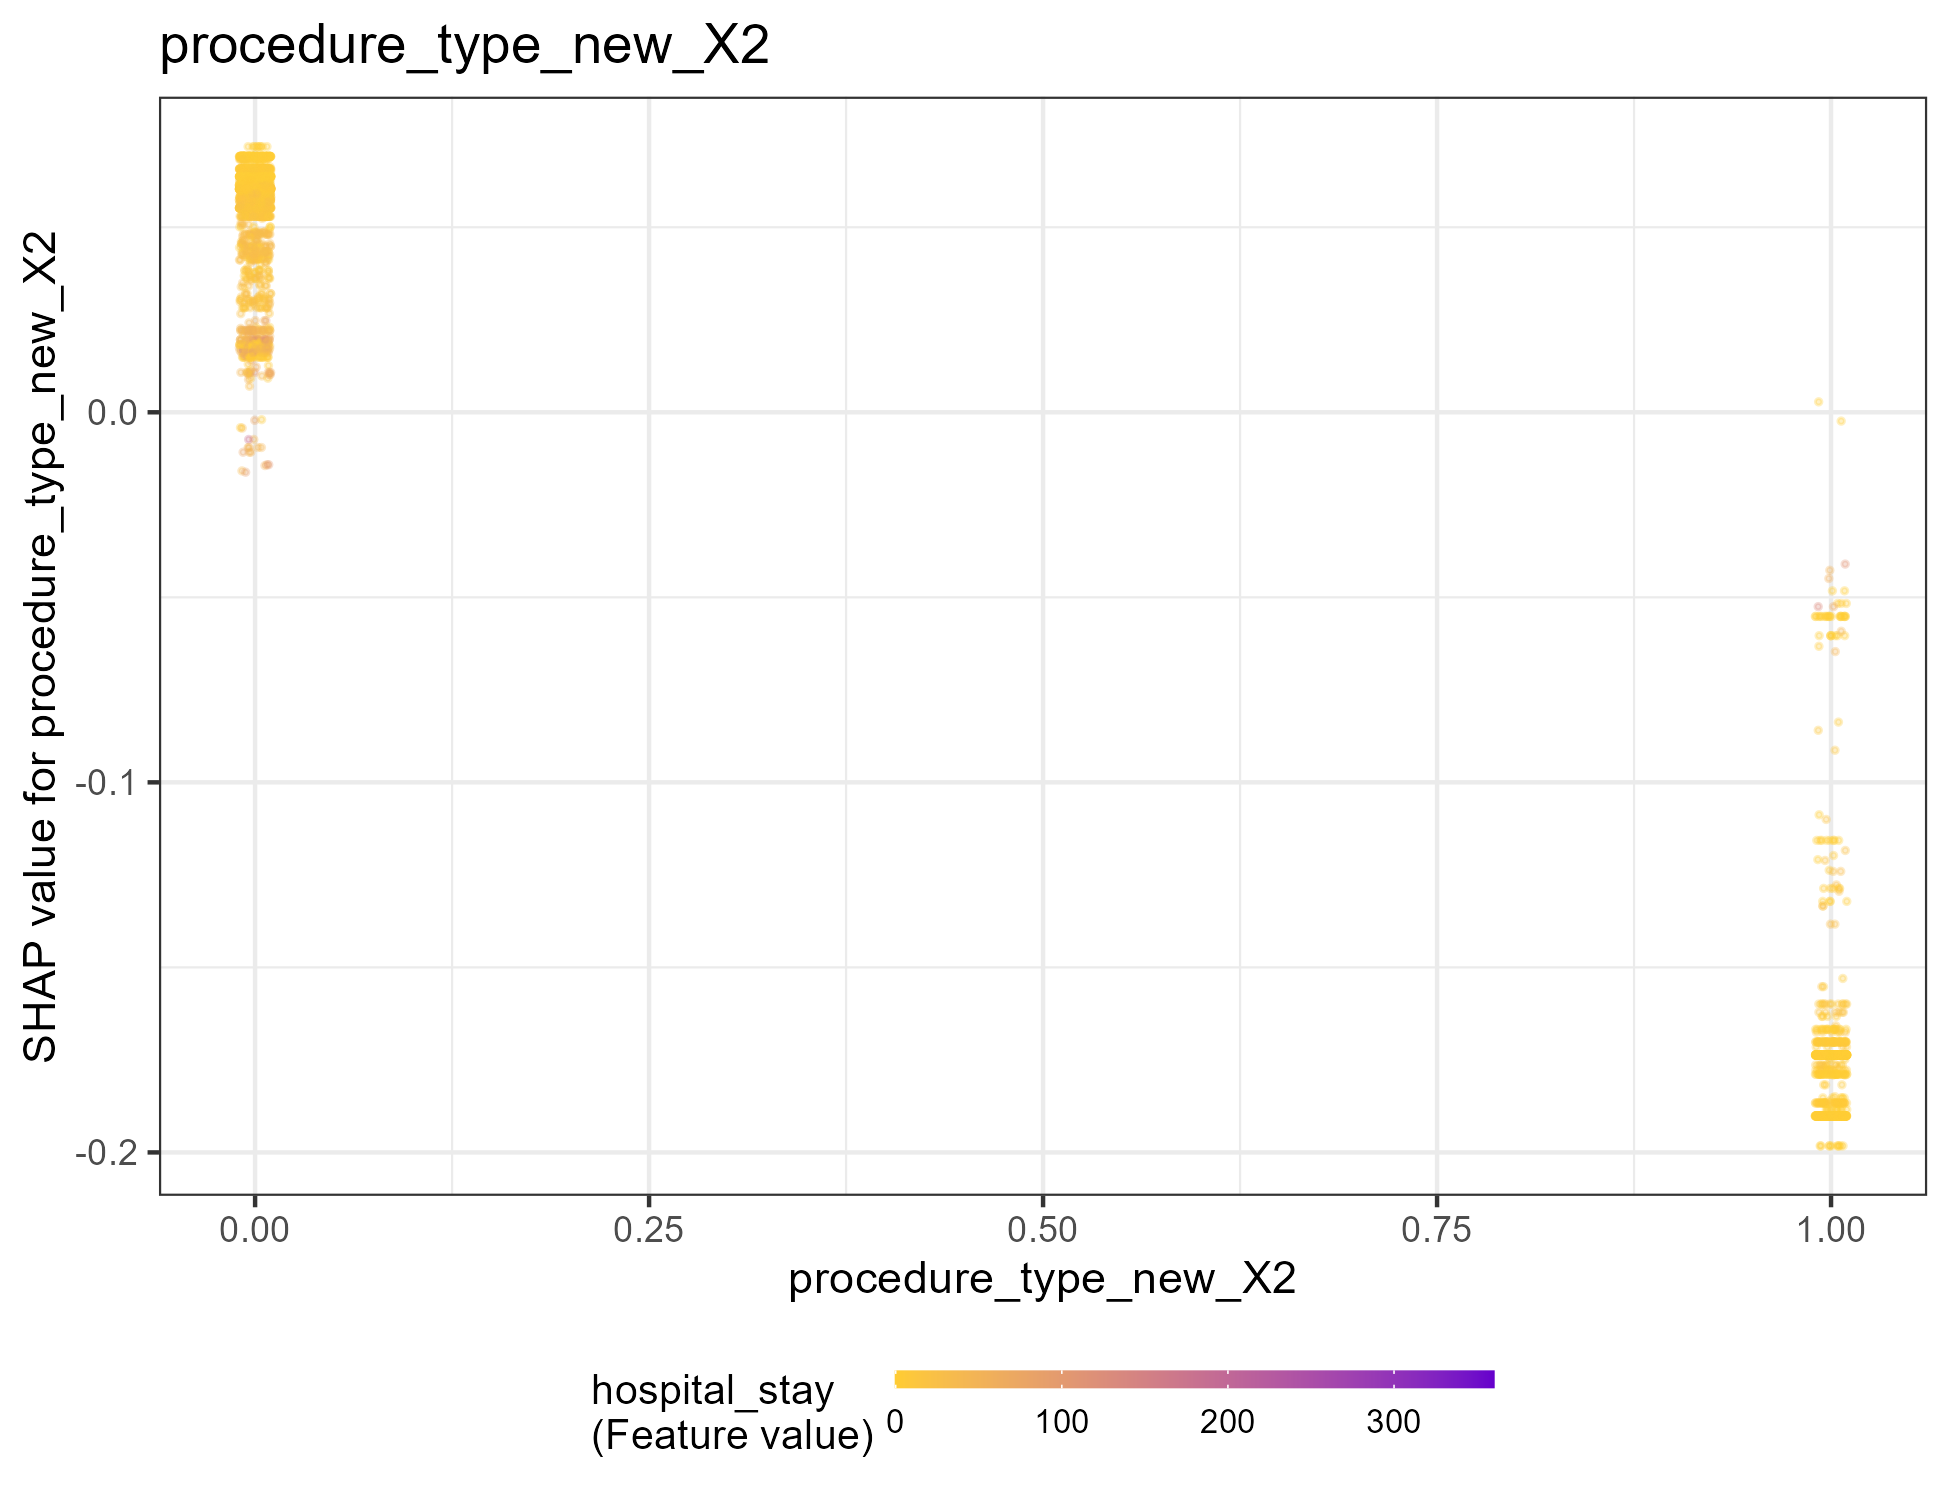 procedure_type_new_X2
SHAP value for procedure_type_new_X2
0.0
-0.1
-0.2
0.00 0.25 0.50 0.75 1.00
procedure_type_new_X2
hospital_stay
(Feature value)
0 100 200 300